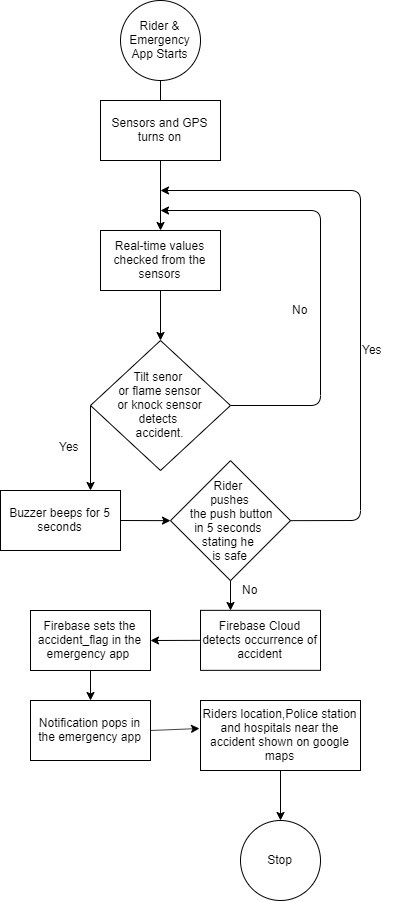 Rider &
Emergency
App Starts
Sensors and GPS
turns on
Real-time values
checked from the
sensors
No
Yes
Tilt senor
or flame sensor
or knock sensor
detects
accident.
Yes
Buzzer beeps for 5
seconds
Rider
pushes
the push button
in 5 seconds
stating he
is safe
No
Firebase sets the
accident_flag in the
emergency app
Firebase Cloud
detects occurrence of
accident
Notification pops in
the emergency app
Riders location,Police station
and hospitals near the
accident shown on google
maps
Stop